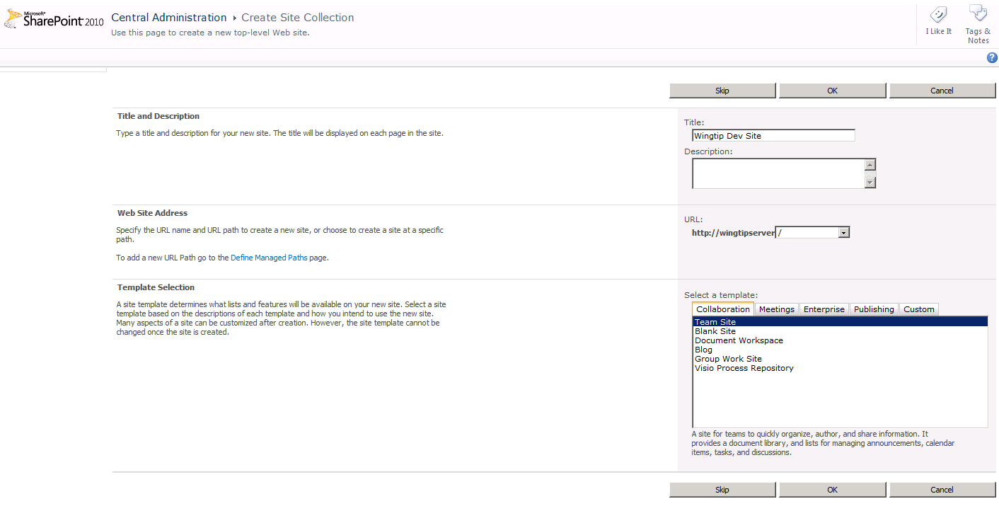 Microsoft®
SharePoint 2010
Central Administration ▸ Create Site Collection
Use this page to create a new top-level Web site.
I Like It
Tags &
Notes
?
Skip
OK
Cancel
Title and Description
Type a title and description for your new site. The title will be displayed on each page in the site.
Title:
Wingtip Dev Site
Description:
Web Site Address
Specify the URL name and URL path to create a new site, or choose to create a site at a specific
path.
To add a new URL Path go to the Define Managed Paths page.
URL:
http://wingtipserver /
Template Selection
A site template determines what lists and features will be available on your new site. Select a site
template based on the descriptions of each template and how you intend to use the new site.
Many aspects of a site can be customized after creation. However, the site template cannot be
changed once the site is created.
Select a template:
Collaboration Meetings Enterprise Publishing Custom
Team Site
Blank Site
Document Workspace
Blog
Group Work Site
Visio Process Repository
A site for teams to quickly organize, author, and share information. It
provides a document library, and lists for managing announcements, calendar
items, tasks, and discussions.
Skip
OK
Cancel